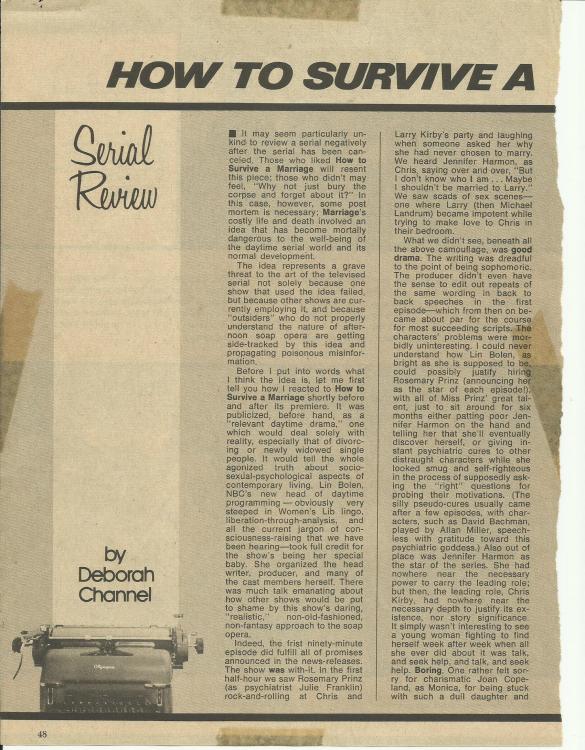 HOW TO SURVIVE A
Serial
Review
by
Deborah
Channel
Olympia
■ It may seem particularly un-
kind to review a serial negatively
after the serial has been can-
celed. Those who liked How to
Survive a Marriage will resent
this piece; those who didn't may
feel, "Why not just bury the
corpse and forget about it?" In
this case, however, some post
mortem is necessary; Marriage's
costly life and death involved an
idea that has become mortally
dangerous to the well-being of
the daytime serial world and its
normal development.
The idea represents a grave
threat to the art of the televised
serial not solely because one
show that used the idea failed,
but because other shows are cur-
rently employing it, and because
"outsiders" who do not properly
understand the nature of after-
noon soap opera are getting
side-tracked by this idea and
propagating poisonous misinfor-
mation.
Before I put into words what
I think the idea is, let me first
tell you how I reacted to How to
Survive a Marriage shortly before
and after its premiere. It was
publicized, before hand, as a
"relevant daytime drama," one
which would deal solely with
reality, especially that of divorc-
ing or newly widowed single
people. It would tell the whole
agonized truth about socio-
sexual-psychological aspects of
contemporary living. Lin Bolen,
NBC's new head of daytime
programming—obviously very
steeped in Women's Lib lingo,
liberation-through-analysis, and
all the current jargon of con-
sciousness-raising that we have
been hearing—took full credit for
the show's being her special
baby. She organized the head
writer, producer, and many of
the cast members herself. There
was much talk emanating about
how other shows would be put
to shame by this show's daring,
"realistic," non-old-fashioned,
non-fantasy approach to the soap
opera.
Indeed, the frist ninety-minute
episode did fulfill all of promises
announced in the news-releases.
The show was with-it. In the first
half-hour we saw Rosemary Prinz
(as psychiatrist Julie Franklin)
rock-and-rolling at Chris and
Larry Kirby's party and laughing
when someone asked her why
she had never chosen to marry.
We heard Jennifer Harmon, as
Chris, saying over and over, "But
I don't know who I am . . . Maybe
I shouldn't be married to Larry."
We saw scads of sex scenes—
one where Larry (then Michael
Landrum) became impotent while
trying to make love to Chris in
their bedroom.
What we didn't see, beneath all
the above camouflage, was good
drama. The writing was dreadful
to the point of being sophomoric.
The producer didn't even have
the sense to edit out repeats of
the same wording in back to
back speeches in the first
episode—which from then on be-
came about par for the course
for most succeeding scripts. The
characters' problems were mor-
bidly uninteresting. I could never
understand how Lin Bolen, as
bright as she is supposed to be,
could possibly justify hiring
Rosemary Prinz (announcing her
as the star of each episode!),
with all of Miss Prinz' great tal-
ent, just to sit around for six
months either patting poor Jen-
nifer Harmon on the hand and
telling her that she'll eventually
discover herself, or giving in-
stant psychiatric cures to other
distraught characters while she
looked smug and self-righteous
in the process of supposedly ask-
ing the "right" questions for
probing their motivations. (The
silly pseudo-cures usually came
after a few episodes, with char-
acters, such as David Bachman,
played by Allan Miller, speech-
less with gratitude toward this
psychiatric goddess.) Also out of
place was Jennifer Harmon as
the star of the series. She had
nowhere near the necessary
power to carry the leading role;
but then, the leading role, Chris
Kirby, had nowhere near the
necessary depth to justify its ex-
istence, nor story significance.
It simply wasn't interesting to see
a young woman fighting to find
herself week after week when all
she ever did about it was talk,
and seek help, and talk, and seek
help. Boring. One rather felt sor-
ry for charismatic Joan Cope-
land, as Monica, for being stuck
with such a dull daughter and
48